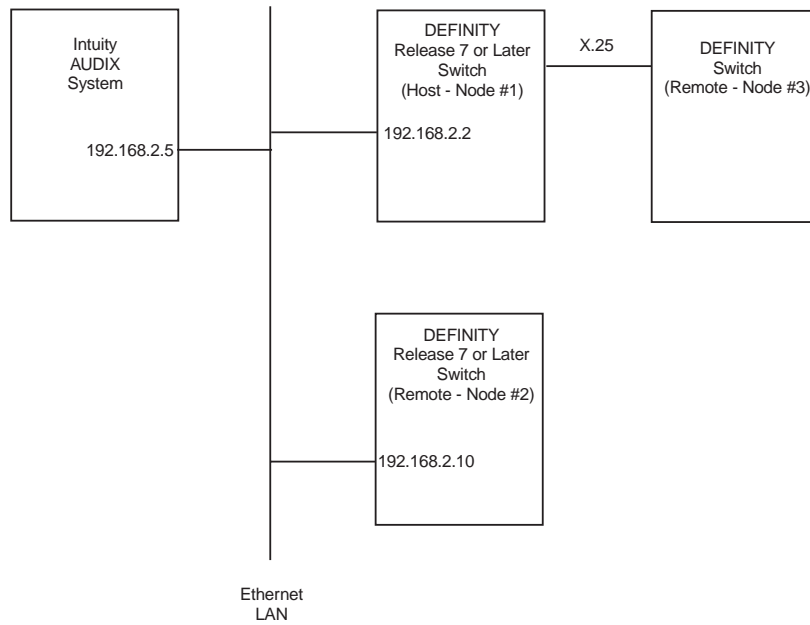 Intuity
AUDIX
System
192.168.2.5
DEFINITY
Release 7 or Later
Switch
(Host - Node #1)
192.168.2.2
X.25
DEFINITY
Switch
(Remote - Node #3)
DEFINITY
Release 7 or Later
Switch
(Remote - Node #2)
192.168.2.10
Ethernet
LAN